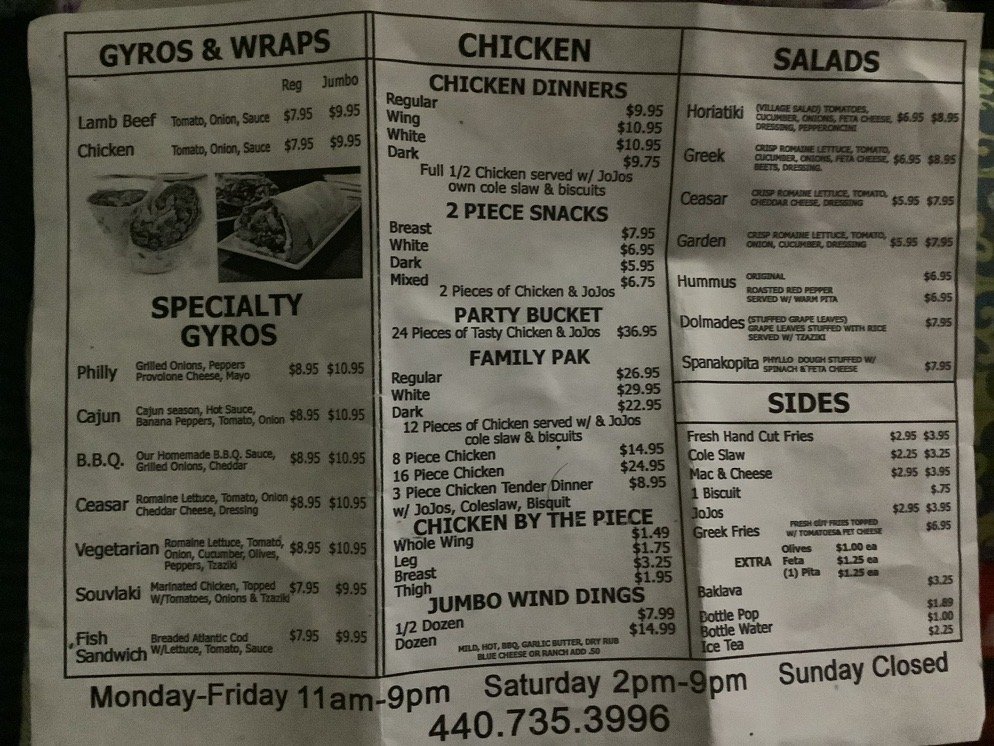 GYROS & WRAPS
Reg Jumbo
Lamb Beef Tomato, Onion, Sauce $7.95 $9.95
Chicken Tomato, Onion, Sauce $7.95 $9.95
SPECIALTY
GYROS
Philly Grilled Onions, Peppers
Provolone Cheese, Mayo $8.95 $10.95
Cajun Cajun season, Hot Sauce,
Banana Peppers, Tomato, Onion $8.95 $10.95
B.B.Q. Our Homemade B.B.Q. Sauce,
Grilled Onions, Cheddar $8.95 $10.95
Ceasar Romaine Lettuce, Tomato, Onion
Cheddar Cheese, Dressing $8.95 $10.95
Vegetarian Romaine Lettuce, Tomato,
Onion, Cucumber, Olives, $8.95 $10.95
Peppers, Tzaziki
Souvlaki Marinated Chicken, Topped
W/Tomatoes, Onions & Tzaziki $7.95 $9.95
Fish
Sandwich Breaded Atlantic Cod
W/Lettuce, Tomato, Sauce $7.95 $9.95
CHICKEN
CHICKEN DINNERS
Regular $9.95
Wing $10.95
White $10.95
Dark $9.75
Full 1/2 Chicken served w/ JoJos
own cole slaw & biscuits
2 PIECE SNACKS
Breast $7.95
White $6.95
Dark $5.95
Mixed $6.75
2 Pieces of Chicken & JoJos
PARTY BUCKET
24 Pieces of Tasty Chicken & JoJos $36.95
FAMILY PAK
Regular $26.95
White $29.95
Dark $22.95
12 Pieces of Chicken served w/ & JoJos
cole slaw & biscuits
8 Piece Chicken $14.95
16 Piece Chicken $24.95
3 Piece Chicken Tender Dinner $8.95
w/ JoJos, Coleslaw, Bisquit
CHICKEN BY THE PIECE
Whole Wing $1.49
Leg $1.75
Breast $3.25
Thigh $1.95
JUMBO WIND DINGS
1/2 Dozen $7.99
Dozen $14.99
MILD, HOT, BBQ, GARLIC BUTTER, DRY RUB
BLUE CHEESE OR RANCH ADD .50
SALADS
Horiatiki (VILLAGE SALAD) TOMATOES,
CUCUMBER, ONIONS, FETA CHEESE, $6.95 $8.95
DRESSING, PEPPERONCINI
Greek CRISP ROMAINE LETTUCE, TOMATO,
CUCUMBER, ONIONS, FETA CHEESE, $6.95 $8.95
BEETS, DRESSING.
Ceasar CRISP ROMAINE LETTUCE, TOMATO,
CHEDDAR CHEESE, DRESSING $5.95 $7.95
Garden CRISP ROMAINE LETTUCE, TOMATO,
ONION, CUCUMBER, DRESSING $5.95 $7.95
Hummus ORIGINAL $6.95
ROASTED RED PEPPER
SERVED W/ WARM PITA $6.95
Dolmades (STUFFED GRAPE LEAVES)
GRAPE LEAVES STUFFED WITH RICE $7.95
SERVED W/ TZAZIKI
Spanakopita PHYLLO DOUGH STUFFED W/
SPINACH & FETA CHEESE $7.95
SIDES
Fresh Hand Cut Fries $2.95 $3.95
Cole Slaw $2.25 $3.25
Mac & Cheese $2.95 $3.95
1 Biscuit $.75
JoJos $2.95 $3.95
Greek Fries FRESH CUT FRIES TOPPED
W/ TOMATOES& FET CHEESE $6.95
Olives $1.00 ea
EXTRA Feta $1.25 ea
(1) Pita $1.25 ea
Baklava $3.25
Bottle Pop $1.89
Bottle Water $1.00
Ice Tea $2.25
Monday-Friday 11am-9pm Saturday 2pm-9pm Sunday Closed
440.735.3996